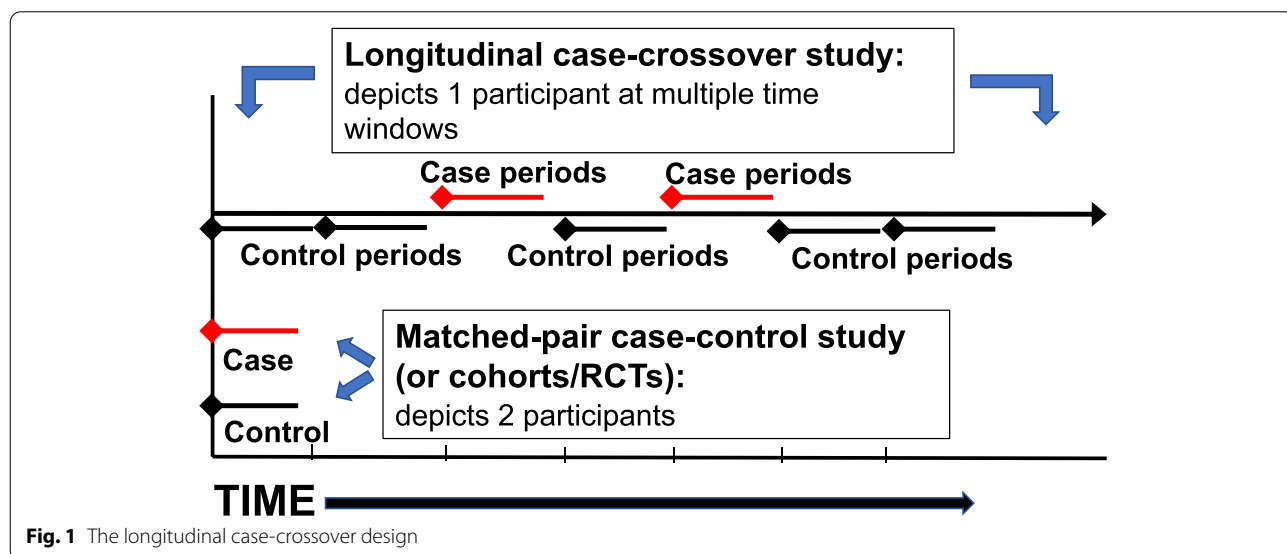 Longitudinal case-crossover study:
depicts 1 participant at multiple time
windows
Case periods
Case periods
Control periods
Control periods
Control periods
Case
Control
Matched-pair case-control study
(or cohorts/RCTs):
depicts 2 participants
TIME
Fig. 1 The longitudinal case-crossover design